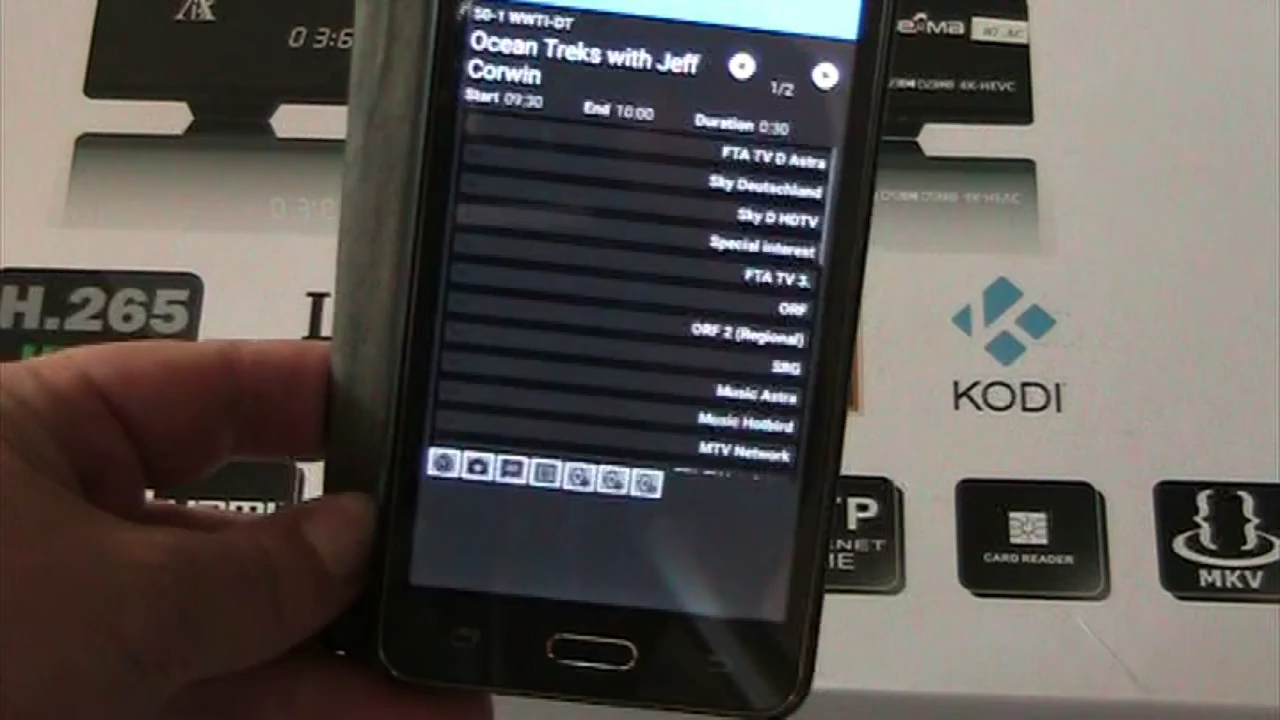 50-1 WWTI-DT
Ocean Treks with Jeff
Corwin
1/2
Start 09:30 End 10:00 Duration 0:30
FTA TV D Astra
Sky Deutschland
Sky D HDTV
Special interest
FTA TV 3.
ORF
ORF 2 (Regional)
SRG
Music Astra
Music Hotbird
MTV Network
H.265
KODI
CARD READER
MKV